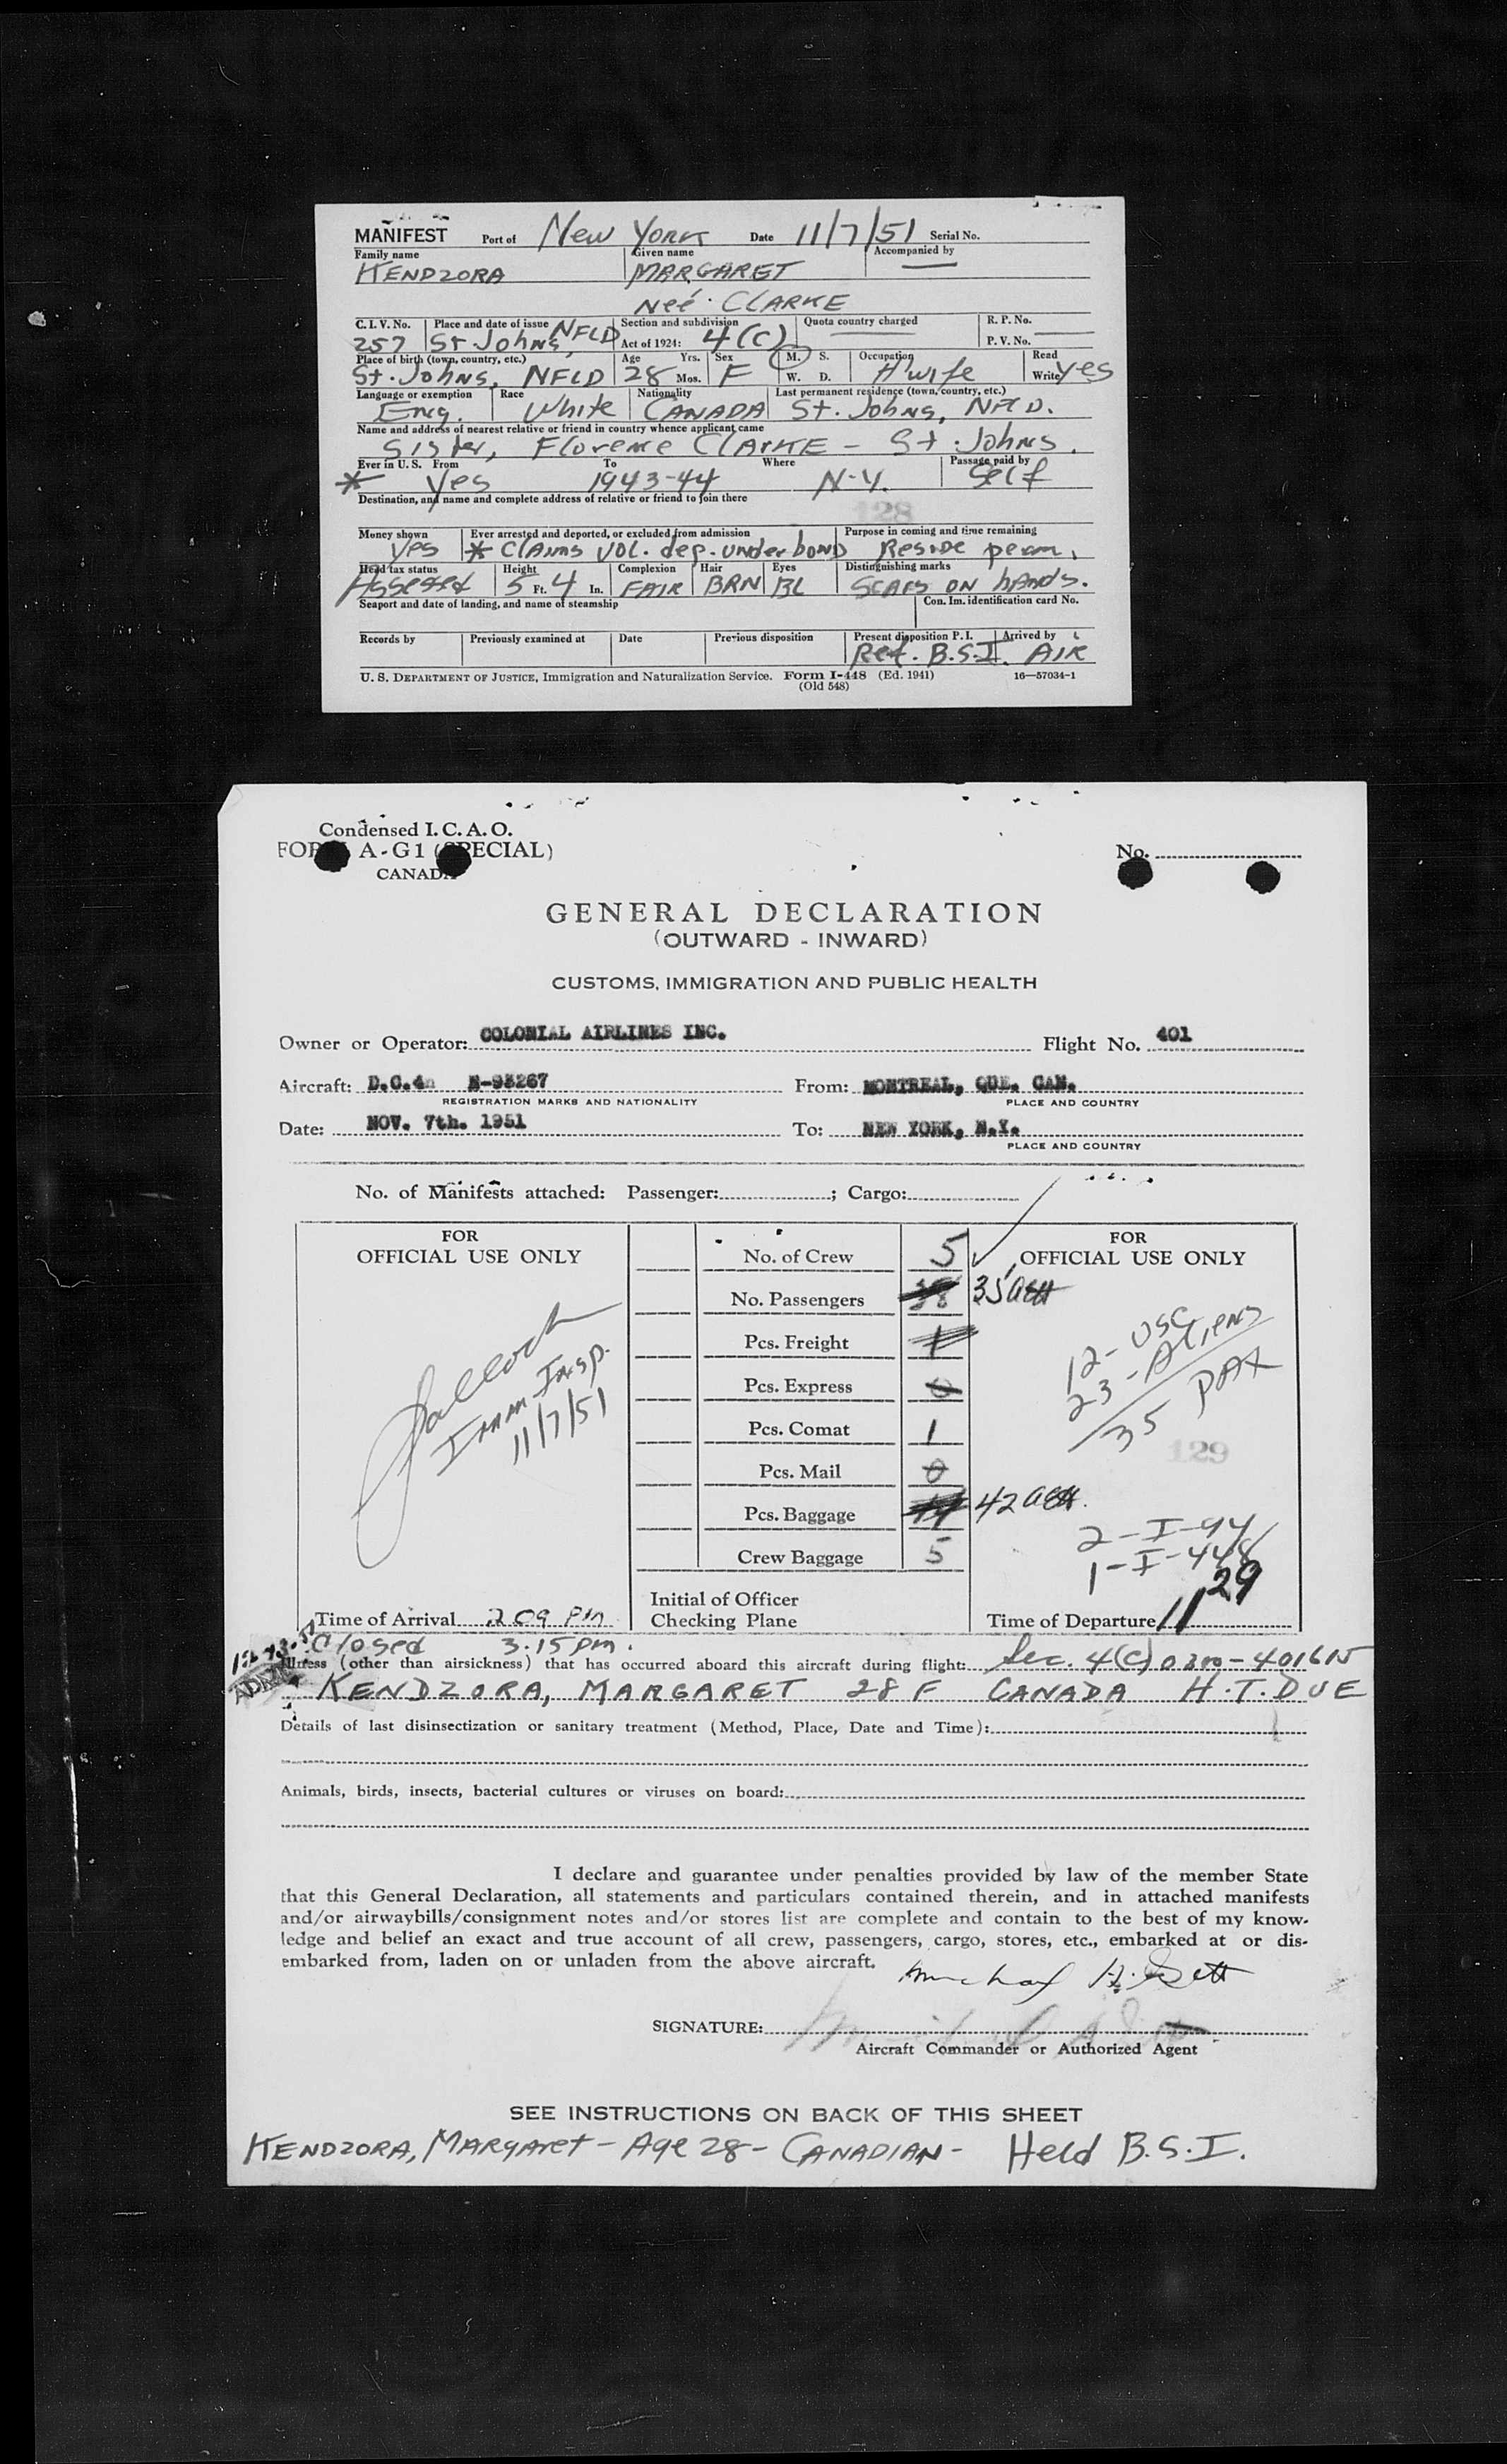 MANIFEST Port of New York Date 11/7/51 Serial No.
Family name Given name Accompanied by
KENDZORA MARGARET —
Neé CLARKE
C. I. V. No. Place and date of issue Section and subdivision Quota country charged R. P. No.
257 St Johns, NFLD Act of 1924: 4(C) P. V. No.
Place of birth (town, country, etc.) Age Yrs. Sex M. S. Occupation Read
St. Johns, NFLD 28 Mos. F W. D. H'wife Write Yes
Language or exemption Race Nationality Last permanent residence (town, country, etc.)
Eng. White CANADA St. Johns, NFLD.
Name and address of nearest relative or friend in country whence applicant came
Sister, Florence CLARKE - St. Johns.
Ever in U. S. From To Where Passage paid by
* Yes 1943-44 N.Y. Self
Destination, and name and complete address of relative or friend to join there
128
Money shown Ever arrested and deported, or excluded from admission Purpose in coming and time remaining
Yes * Claims vol. dep. under bond Reside perm.
Head tax status Height Complexion Hair Eyes Distinguishing marks
Assessed 5 Ft. 4 In. FAIR BRN BL SCARS ON hands.
Seaport and date of landing, and name of steamship Con. Im. identification card No.
Records by Previously examined at Date Previous disposition Present disposition P. I. Arrived by
Ref. B.S.I. AIR
U. S. DEPARTMENT OF JUSTICE, Immigration and Naturalization Service. Form I-448 (Ed. 1941) 16—57034-1
(Old 548)
Condensed I. C. A. O.
FORM A-G1 (SPECIAL) No.
CANADA
GENERAL DECLARATION
(OUTWARD - INWARD)
CUSTOMS, IMMIGRATION AND PUBLIC HEALTH
Owner or Operator: COLONIAL AIRLINES INC. Flight No. 401
Aircraft: D.C.4 N-93267 From: MONTREAL, QUE. CAN.
REGISTRATION MARKS AND NATIONALITY PLACE AND COUNTRY
Date: NOV. 7th. 1951 To: NEW YORK, N.Y.
PLACE AND COUNTRY
No. of Manifests attached: Passenger: ; Cargo:
FOR FOR
OFFICIAL USE ONLY No. of Crew 5 OFFICIAL USE ONLY
No. Passengers 38 35
Pcs. Freight 1
Pcs. Express 0
12 - USC
23 - Aliens
35 PAX
Imm. Insp.
11/7/51
Pcs. Comat 1
129
Pcs. Mail 0
Pcs. Baggage 42
2-I-94
Crew Baggage 5
1-I-448
Initial of Officer
Time of Arrival 2 09 PM Checking Plane Time of Departure 11 29
Closed 3.15 pm.
Illness (other than airsickness) that has occurred aboard this aircraft during flight: Sec. 4(C) 0300-401615
KENDZORA, MARGARET 28 F CANADA H.T. DUE
Details of last disinsectization or sanitary treatment (Method, Place, Date and Time):
Animals, birds, insects, bacterial cultures or viruses on board:
I declare and guarantee under penalties provided by law of the member State
that this General Declaration, all statements and particulars contained therein, and in attached manifests
and/or airwaybills/consignment notes and/or stores list are complete and contain to the best of my know-
ledge and belief an exact and true account of all crew, passengers, cargo, stores, etc., embarked at or dis-
embarked from, laden on or unladen from the above aircraft.
SIGNATURE:
Aircraft Commander or Authorized Agent
SEE INSTRUCTIONS ON BACK OF THIS SHEET
KENDZORA, Margaret - Age 28 - CANADIAN - Held B.S.I.